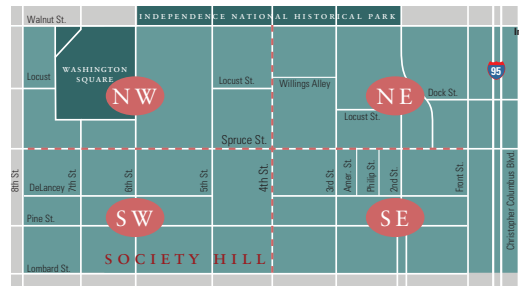 INDEPENDENCE NATIONAL HISTORICAL PARK
Walnut St.
WASHINGTON
SQUARE
Locust
Locust St.
Willings Alley
95
NW
NE
Dock St.
Locust St.
Spruce St.
8th St.
DeLancey
7th St.
6th St.
5th St.
4th St.
3rd St.
Amer. St.
Philip St.
2nd St.
Front St.
Christopher Columbus Blvd.
Pine St.
SW
SE
SOCIETY HILL
Lombard St.